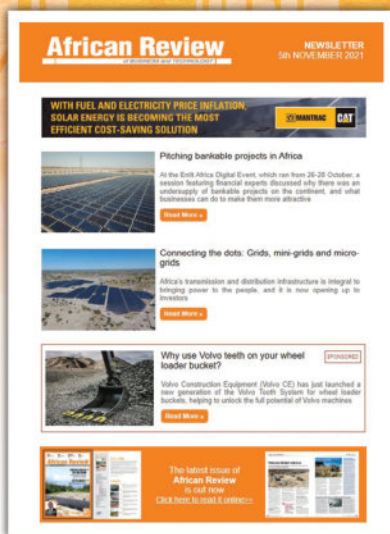 African Review
of BUSINESS and TECHNOLOGY
NEWSLETTER
5th NOVEMBER 2021
WITH FUEL AND ELECTRICITY PRICE INFLATION,
SOLAR ENERGY IS BECOMING THE MOST
EFFICIENT COST-SAVING SOLUTION
MANTRAC
CAT
Pitching bankable projects in Africa
At the Enlit Africa Digital Event, which ran from 26-28 October, a
session featuring financial experts discussed why there was an
undersupply of bankable projects on the continent, and what
businesses can do to make them more attractive
Read More »
Connecting the dots: Grids, mini-grids and micro-
grids
Africa's transmission and distribution infrastructure is integral to
bringing power to the people, and it is now opening up to
investors
Read More »
Why use Volvo teeth on your wheel
loader bucket?
SPONSORED
Volvo Construction Equipment (Volvo CE) has just launched a
new generation of the Volvo Tooth System for wheel loader
buckets, helping to unlock the full potential of Volvo machines
Read More »
African Review
The latest issue of
African Review
is out now
Click here to read it online>>